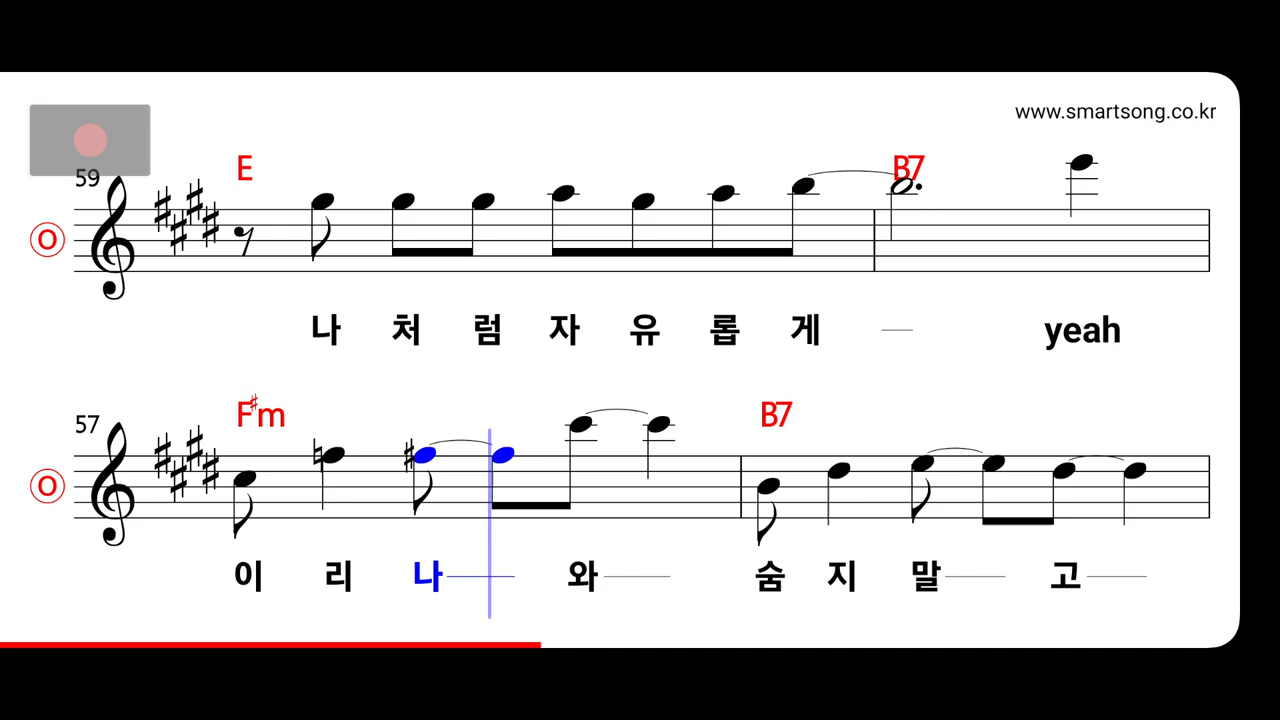 www.smartsong.co.kr
59
E B7
O
나 처 럼 자 유 롭 게 yeah
57
F♯m B7
O
이 리 나 와 숨 지 말 고